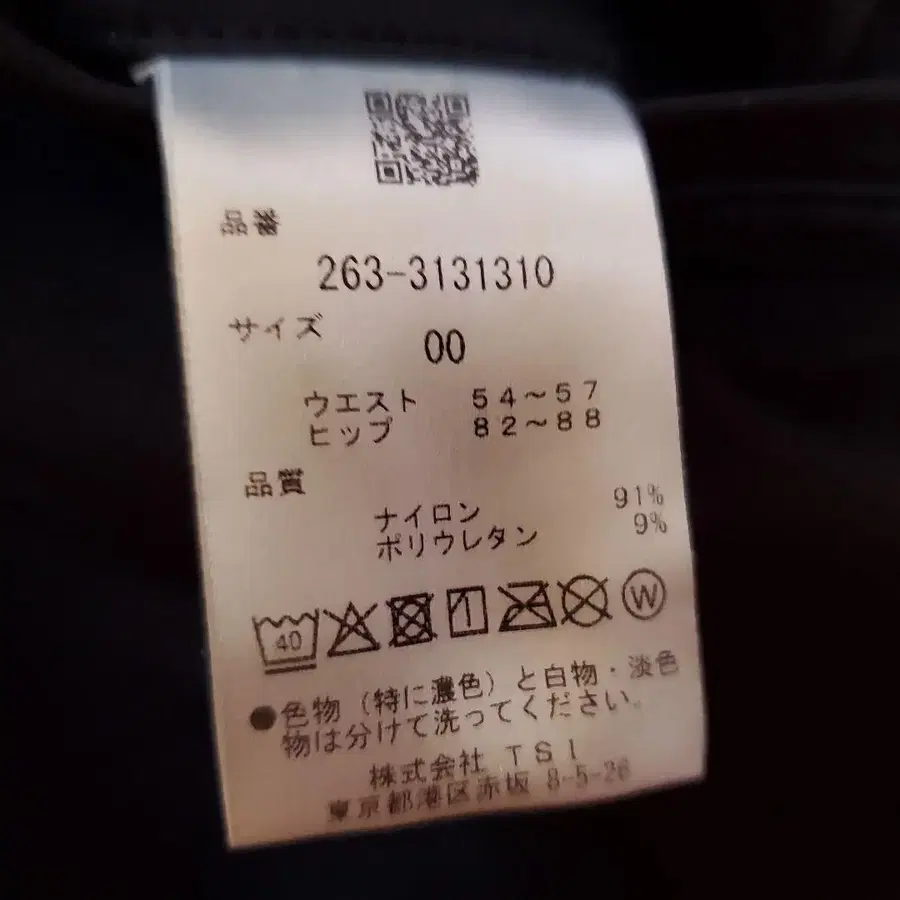 品番
263-3131310
サイズ
00
ウエスト 54～57
ヒップ 82～88
品質
ナイロン 91%
ポリウレタン 9%
40 W
●色物（特に濃色）と白物・淡色
物は分けて洗ってください。
株式会社 TSI
東京都港区赤坂 8-5-26